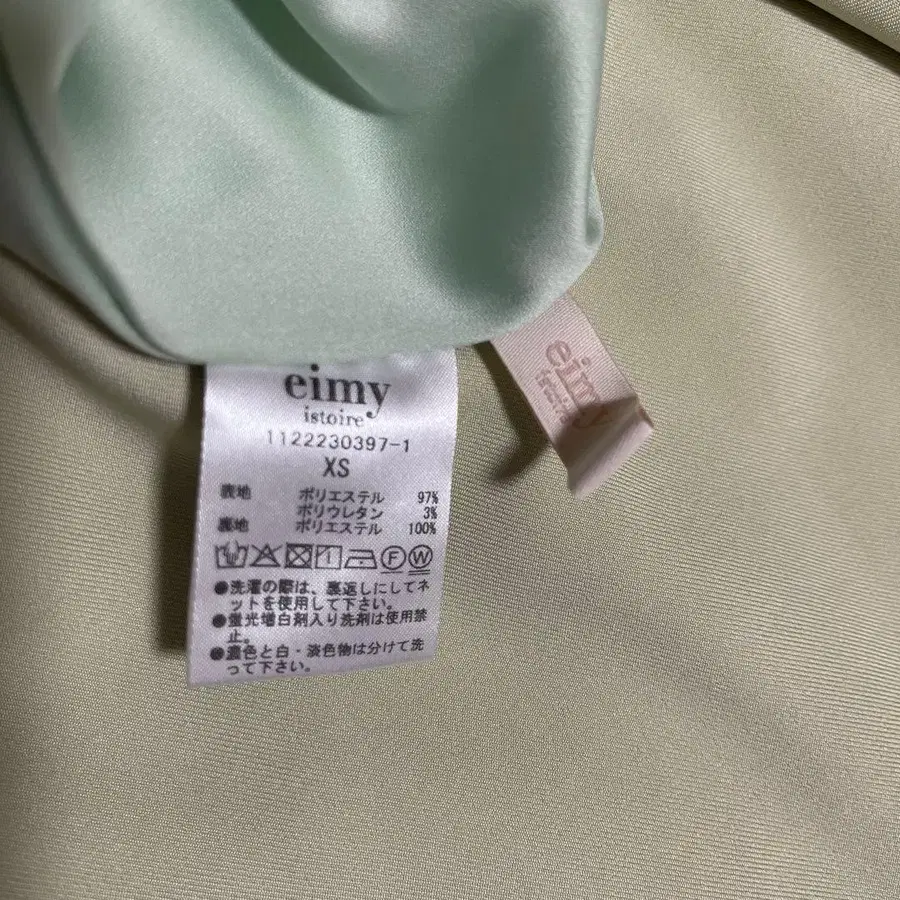 eimy
istoire
1122230397-1
XS
表地 ポリエステル 97%
ポリウレタン 3%
裏地 ポリエステル 100%
F W
●洗濯の際は、裏返しにしてネ
ットを使用して下さい。
●蛍光増白剤入り洗剤は使用禁
止。
●濃色と白・淡色物は分けて洗
って下さい。
eimy